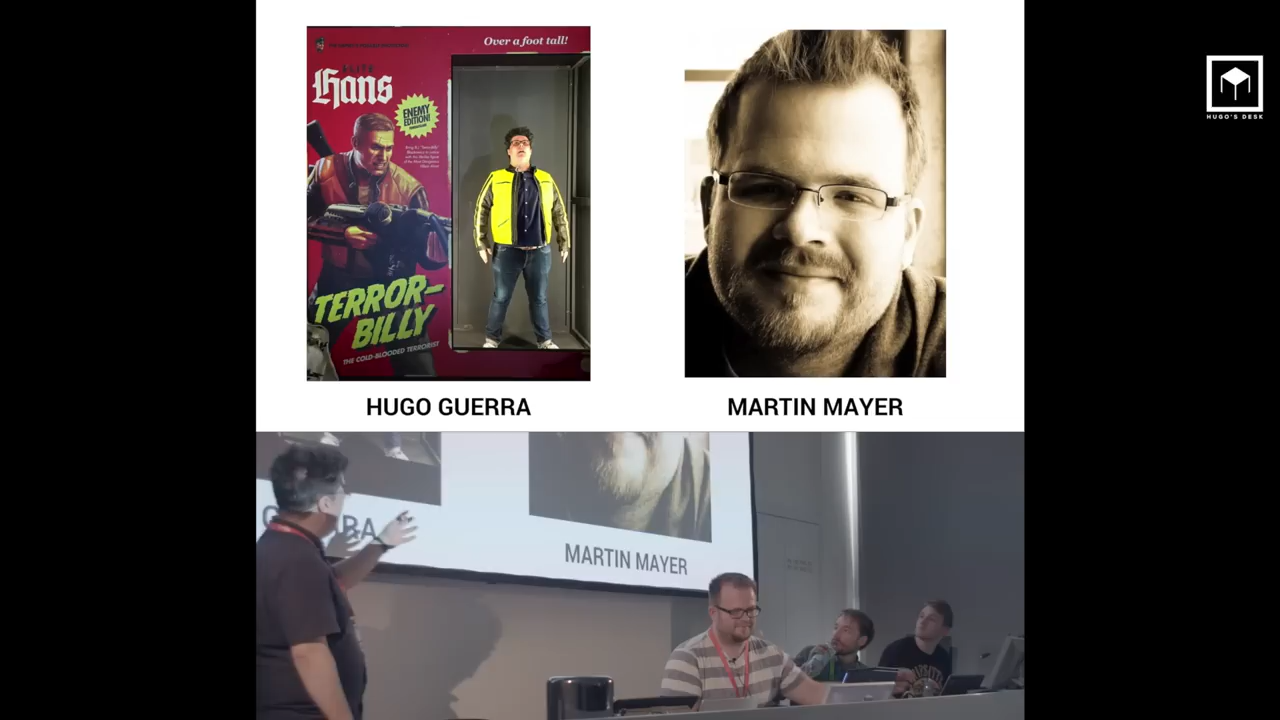 Over a foot tall!
ELITE
Hans
ENEMY
EDITION!
TERROR-
BILLY
THE COLD-BLOODED TERRORIST
HUGO GUERRA
MARTIN MAYER
HUGO'S DESK
MARTIN MAYER